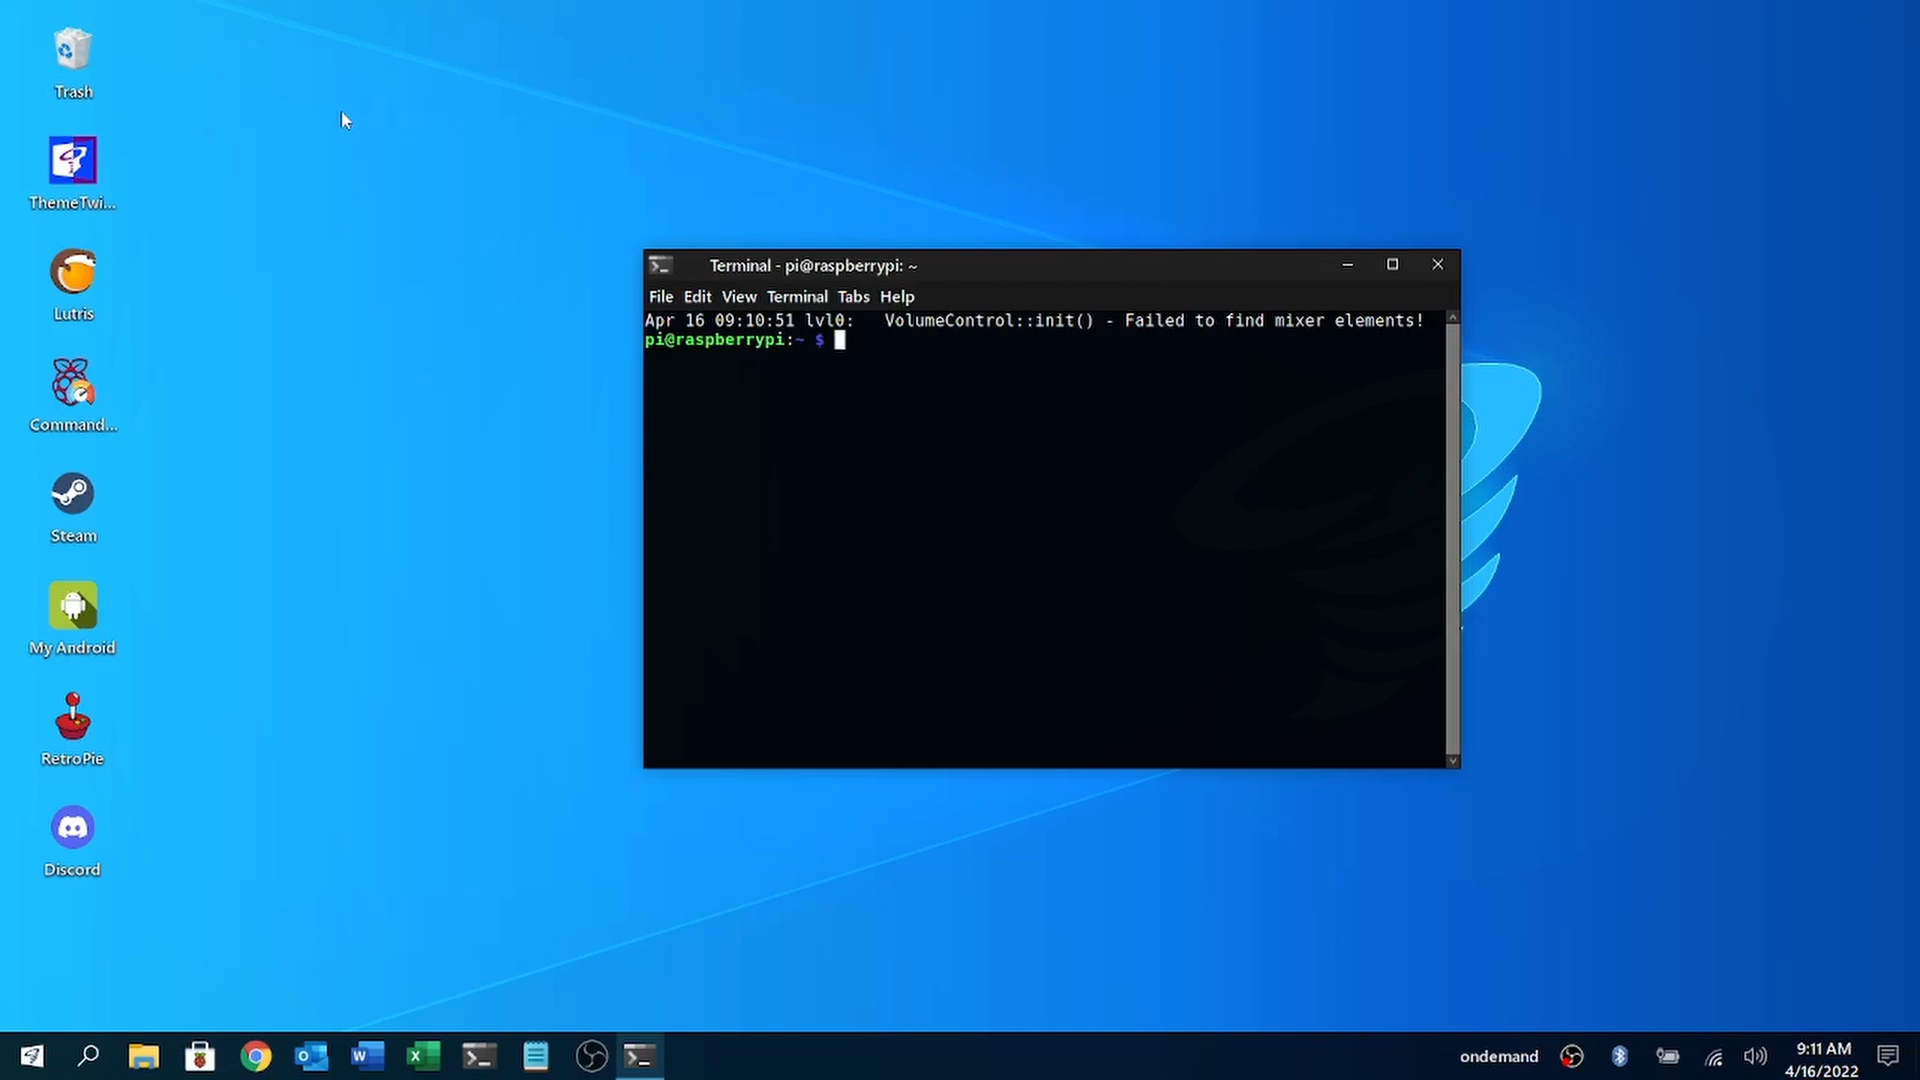 Trash
ThemeTwi...
Lutris
Command...
Steam
My Android
RetroPie
Discord
Terminal - pi@raspberrypi: ~
File Edit View Terminal Tabs Help
Apr 16 09:10:51 lvl0:   VolumeControl::init() - Failed to find mixer elements!
pi@raspberrypi:~ $
ondemand
9:11 AM
4/16/2022